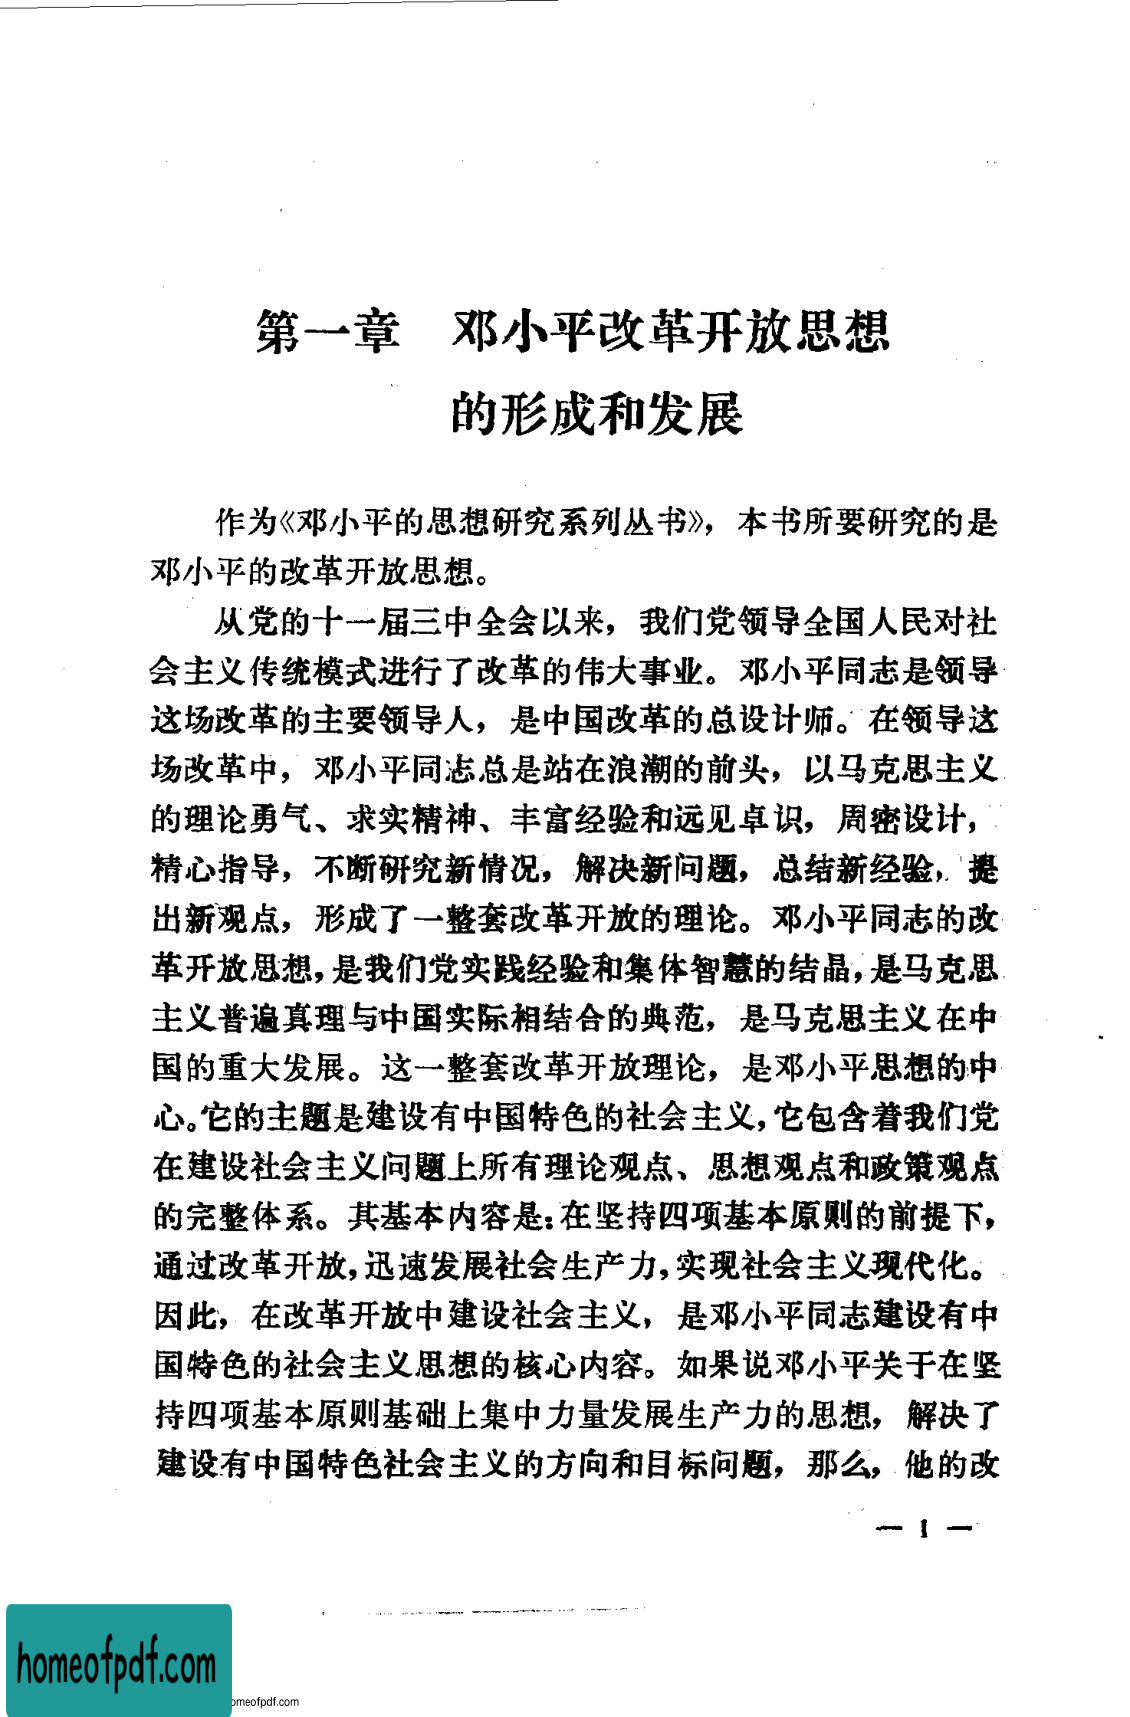 第一章　邓小平改革开放思想
的形成和发展
作为《邓小平的思想研究系列丛书》，本书所要研究的是
邓小平的改革开放思想。
从党的十一届三中全会以来，我们党领导全国人民对社
会主义传统模式进行了改革的伟大事业。邓小平同志是领导
这场改革的主要领导人，是中国改革的总设计师。在领导这
场改革中，邓小平同志总是站在浪潮的前头，以马克思主义
的理论勇气、求实精神、丰富经验和远见卓识，周密设计，
精心指导，不断研究新情况，解决新问题，总结新经验，提
出新观点，形成了一整套改革开放的理论。邓小平同志的改
革开放思想，是我们党实践经验和集体智慧的结晶，是马克思
主义普遍真理与中国实际相结合的典范，是马克思主义在中
国的重大发展。这一整套改革开放理论，是邓小平思想的中
心。它的主题是建设有中国特色的社会主义，它包含着我们党
在建设社会主义问题上所有理论观点、思想观点和政策观点
的完整体系。其基本内容是：在坚持四项基本原则的前提下，
通过改革开放，迅速发展社会生产力，实现社会主义现代化。
因此，在改革开放中建设社会主义，是邓小平同志建设有中
国特色的社会主义思想的核心内容。如果说邓小平关于在坚
持四项基本原则基础上集中力量发展生产力的思想，解决了
建设有中国特色社会主义的方向和目标问题，那么，他的改
— 1 —
homeofpdf.com
omeofpdf.com